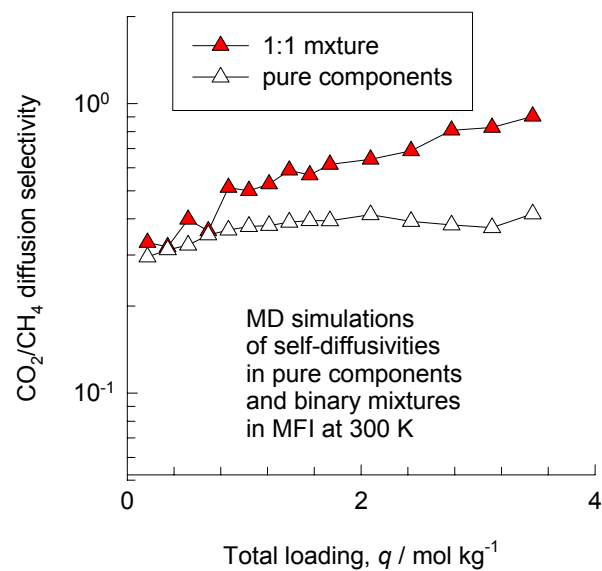 1:1 mxture
pure components
10⁰
10⁻¹
CO₂/CH₄ diffusion selectivity
MD simulations
of self-diffusivities
in pure components
and binary mixtures
in MFI at 300 K
0 2 4
Total loading, q / mol kg⁻¹